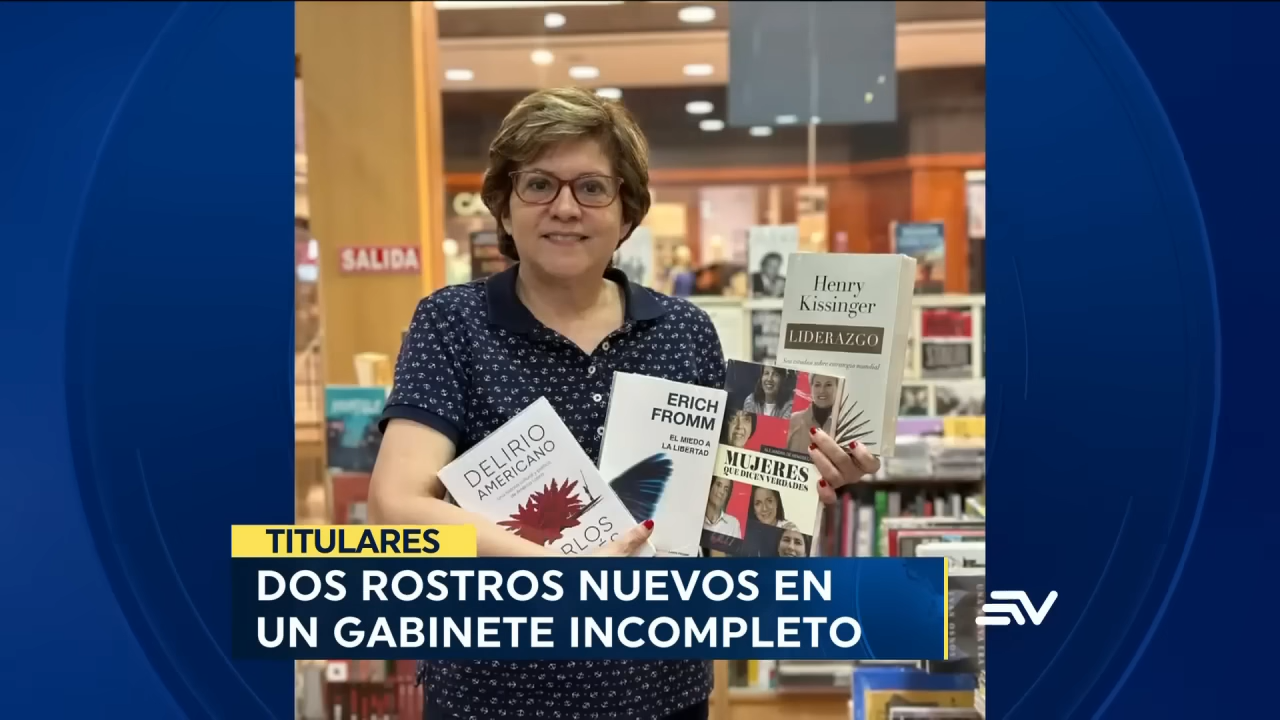 SALIDA
Henry
Kissinger
LIDERAZGO
ERICH
FROMM
EL MIEDO A
LA LIBERTAD
DELIRIO
AMERICANO
MUJERES
QUE DICEN VERDADES
TITULARES
DOS ROSTROS NUEVOS EN
UN GABINETE INCOMPLETO